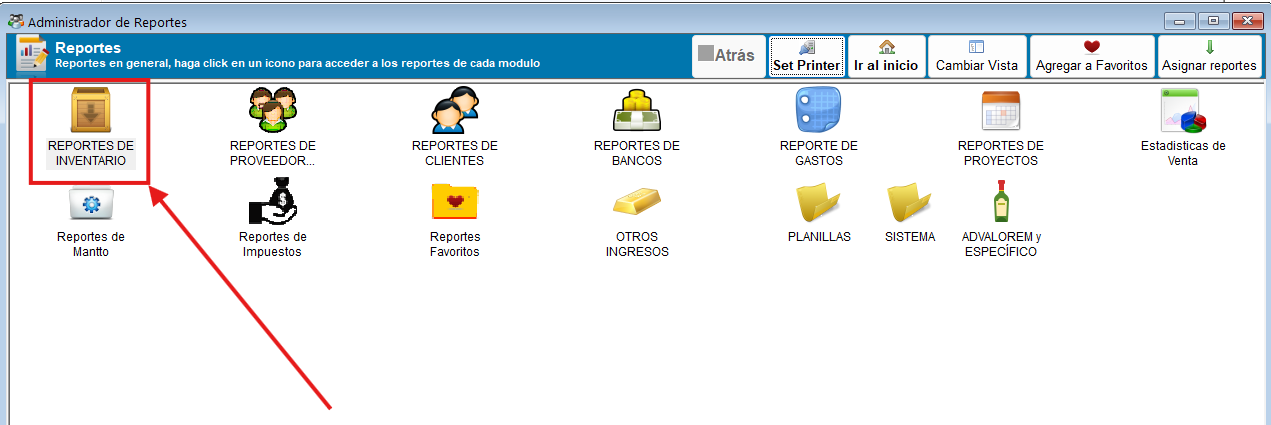 Administrador de Reportes
Reportes
Reportes en general, haga click en un icono para acceder a los reportes de cada modulo
Atrás
Set Printer
Ir al inicio
Cambiar Vista
Agregar a Favoritos
Asignar reportes
REPORTES DE
INVENTARIO
REPORTES DE
PROVEEDOR...
REPORTES DE
CLIENTES
REPORTES DE
BANCOS
REPORTE DE
GASTOS
REPORTES DE
PROYECTOS
Estadisticas de
Venta
Reportes de
Mantto
Reportes de
Impuestos
Reportes
Favoritos
OTROS
INGRESOS
PLANILLAS
SISTEMA
ADVALOREM y
ESPECÍFICO